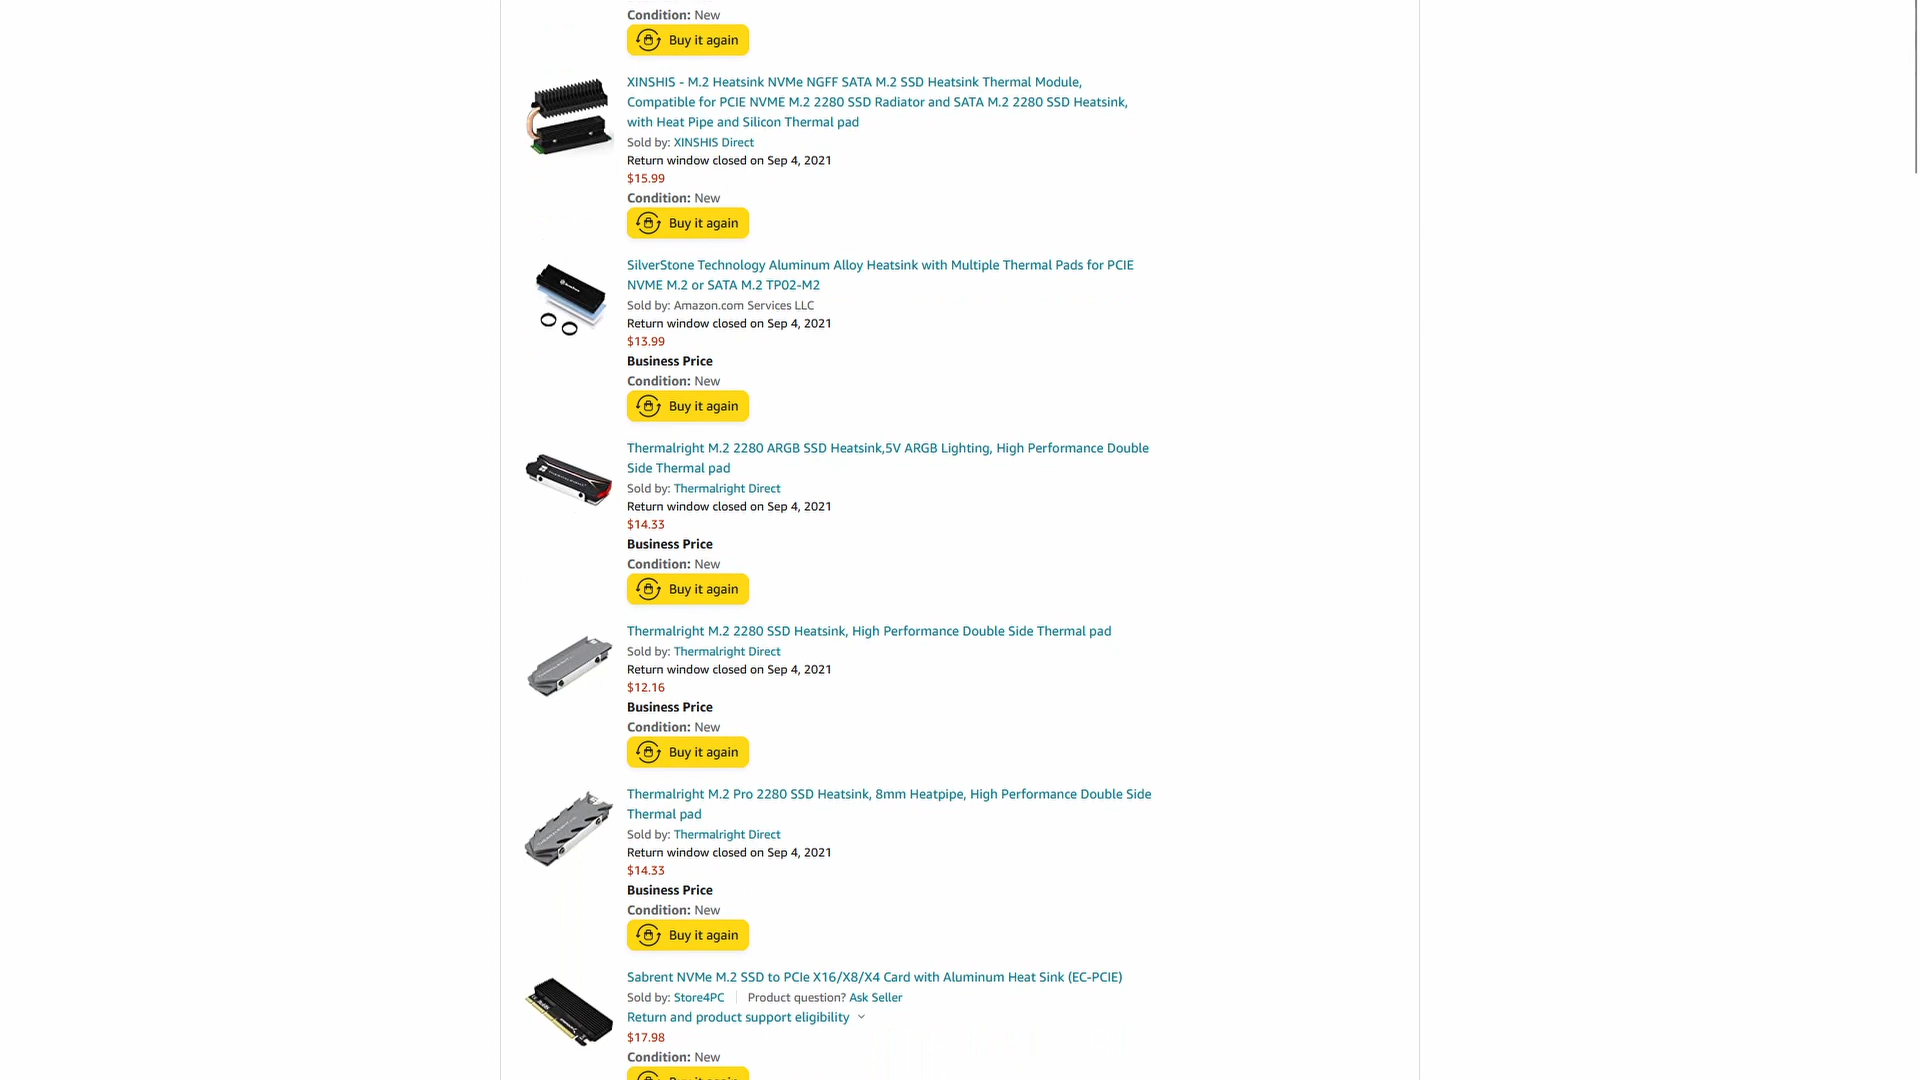 Condition: New
Buy it again
XINSHIS - M.2 Heatsink NVMe NGFF SATA M.2 SSD Heatsink Thermal Module,
Compatible for PCIE NVME M.2 2280 SSD Radiator and SATA M.2 2280 SSD Heatsink,
with Heat Pipe and Silicon Thermal pad
Sold by: XINSHIS Direct
Return window closed on Sep 4, 2021
$15.99
Condition: New
Buy it again
SilverStone Technology Aluminum Alloy Heatsink with Multiple Thermal Pads for PCIE
NVME M.2 or SATA M.2 TP02-M2
Sold by: Amazon.com Services LLC
Return window closed on Sep 4, 2021
$13.99
Business Price
Condition: New
Buy it again
Thermalright M.2 2280 ARGB SSD Heatsink,5V ARGB Lighting, High Performance Double
Side Thermal pad
Sold by: Thermalright Direct
Return window closed on Sep 4, 2021
$14.33
Business Price
Condition: New
Buy it again
Thermalright M.2 2280 SSD Heatsink, High Performance Double Side Thermal pad
Sold by: Thermalright Direct
Return window closed on Sep 4, 2021
$12.16
Business Price
Condition: New
Buy it again
Thermalright M.2 Pro 2280 SSD Heatsink, 8mm Heatpipe, High Performance Double Side
Thermal pad
Sold by: Thermalright Direct
Return window closed on Sep 4, 2021
$14.33
Business Price
Condition: New
Buy it again
Sabrent NVMe M.2 SSD to PCIe X16/X8/X4 Card with Aluminum Heat Sink (EC-PCIE)
Sold by: Store4PC Product question? Ask Seller
Return and product support eligibility
$17.98
Condition: New